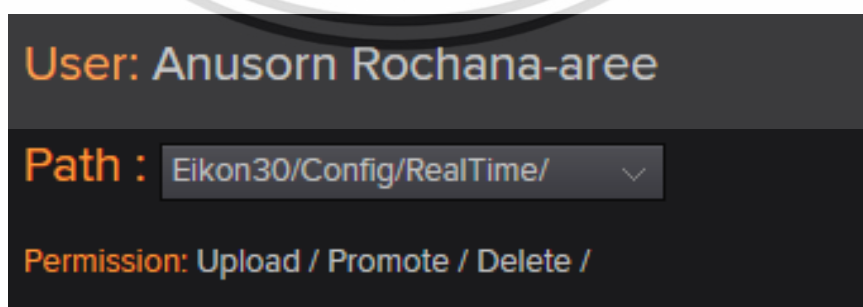 User: Anusorn Rochana-aree
Path : Eikon30/Config/RealTime/
Permission: Upload / Promote / Delete /